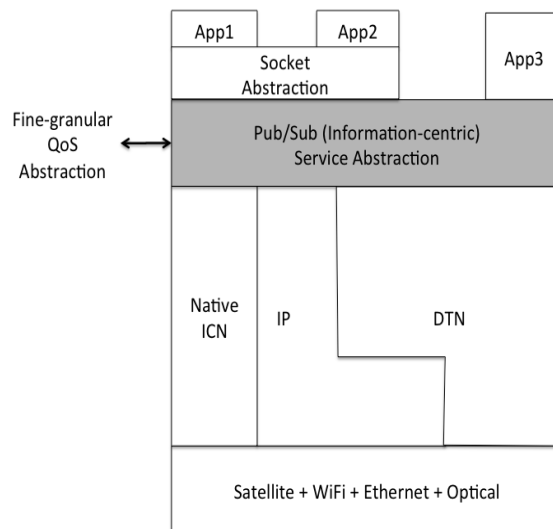 App1
App2
App3
Socket
Abstraction
Fine-granular
QoS
Abstraction
Pub/Sub (Information-centric)
Service Abstraction
Native
ICN
IP
DTN
Satellite + WiFi + Ethernet + Optical